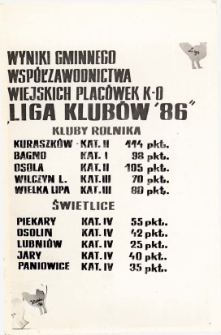 WYNIKI GMINNEGO
WSPÓŁZAWODNICTWA
WIEJSKICH PLACÓWEK K-O
„LIGA KLUBÓW '86"
KLUBY ROLNIKA
KURASZKÓW - KAT. II 114 pkt.
BAGNO KAT. I 98 pkt..
OSOLA KAT. II 105 pkt..
WILCZYN L. KAT. III 70 pkt..
WIELKA LIPA KAT. III 80 pkt..
ŚWIETLICE
PIEKARY KAT. IV 55 pkt..
OSOLIN KAT. IV 42 pkt..
LUBNIÓW KAT. IV 25 pkt..
JARY KAT. IV 40 pkt..
PANIOWICE KAT. IV 35 pkt..